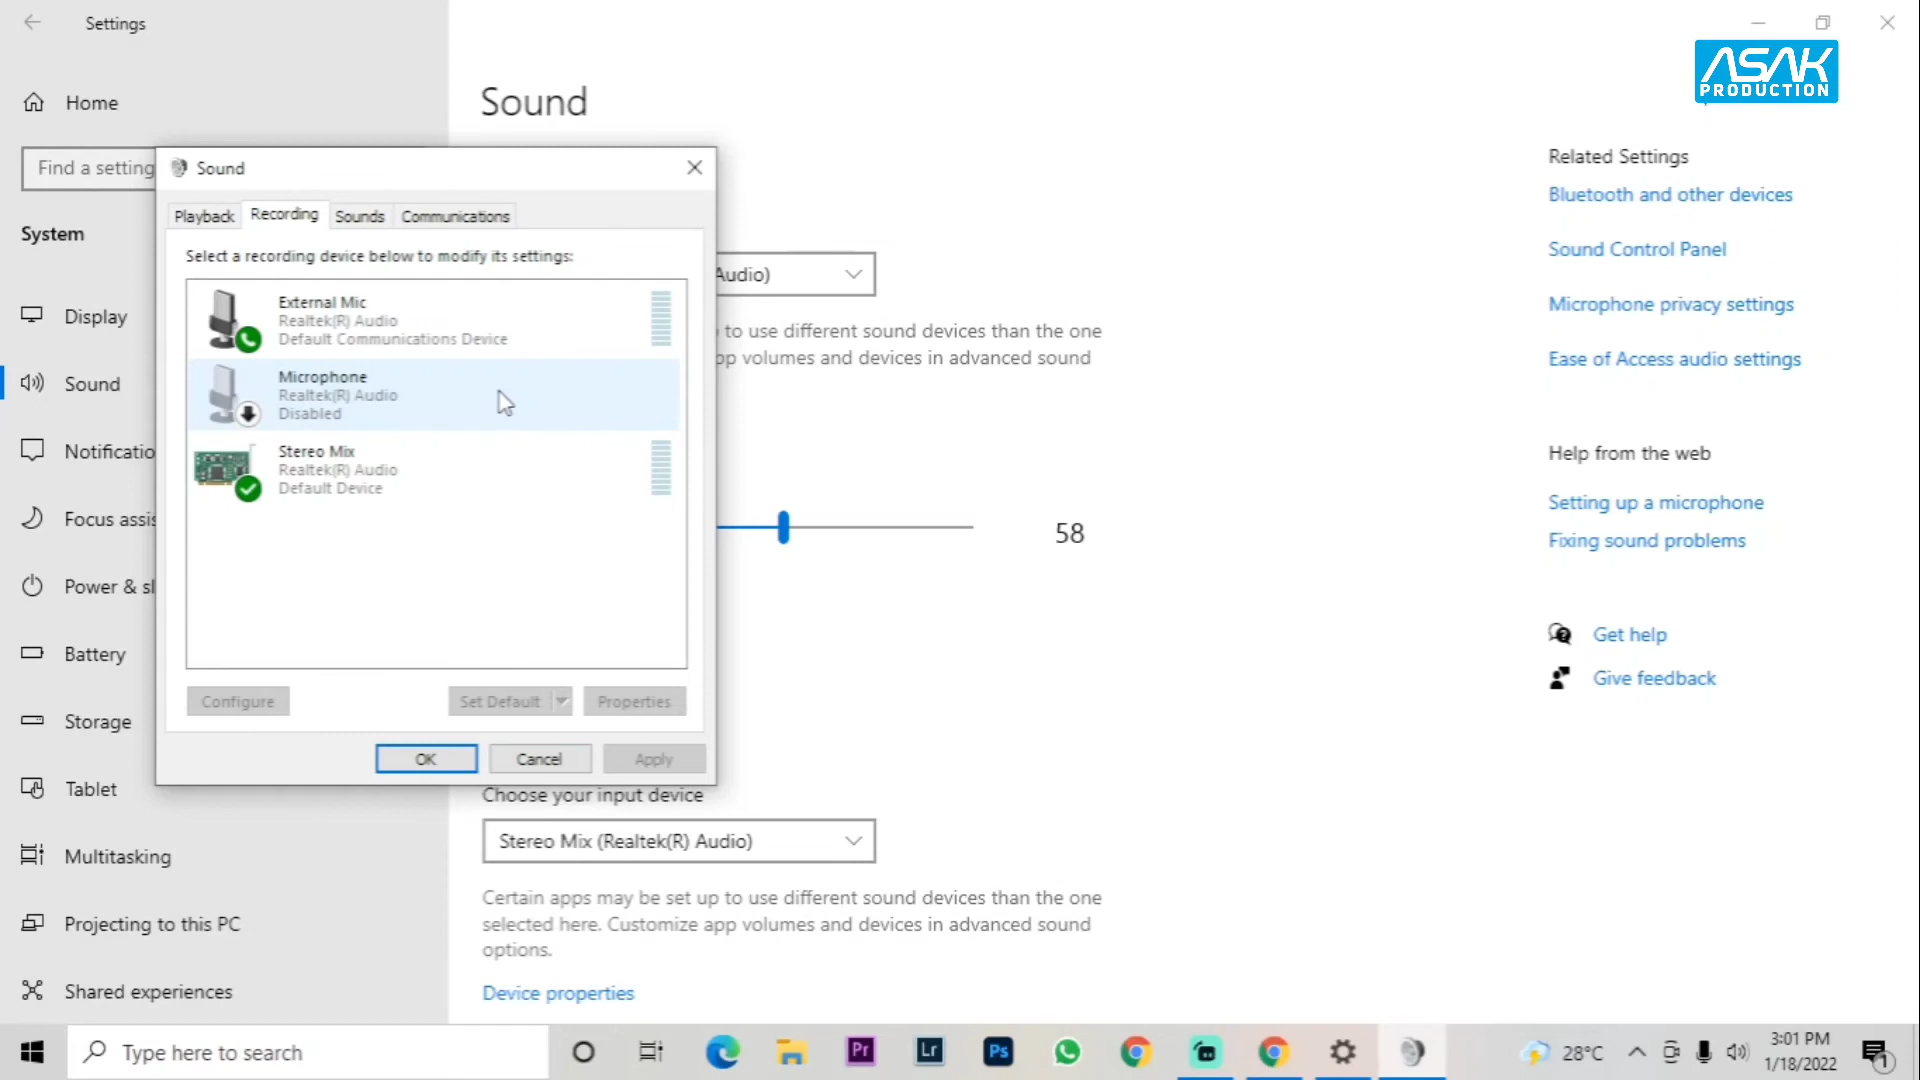 Settings
ASAK
PRODUCTION
Home
Find a setting
System
Display
Sound
Notificatio
Focus assis
Power & sl
Battery
Storage
Tablet
Multitasking
Projecting to this PC
Shared experiences
Sound
Sound
Playback
Recording
Sounds
Communications
Select a recording device below to modify its settings:
External Mic
Realtek(R) Audio
Default Communications Device
Microphone
Realtek(R) Audio
Disabled
Stereo Mix
Realtek(R) Audio
Default Device
Configure
Set Default
Properties
OK
Cancel
Apply
Audio)
to use different sound devices than the one
pp volumes and devices in advanced sound
58
Choose your input device
Stereo Mix (Realtek(R) Audio)
Certain apps may be set up to use different sound devices than the one
selected here. Customize app volumes and devices in advanced sound
options.
Device properties
Related Settings
Bluetooth and other devices
Sound Control Panel
Microphone privacy settings
Ease of Access audio settings
Help from the web
Setting up a microphone
Fixing sound problems
Get help
Give feedback
Type here to search
Pr
Lr
Ps
28°C
3:01 PM
1/18/2022
1